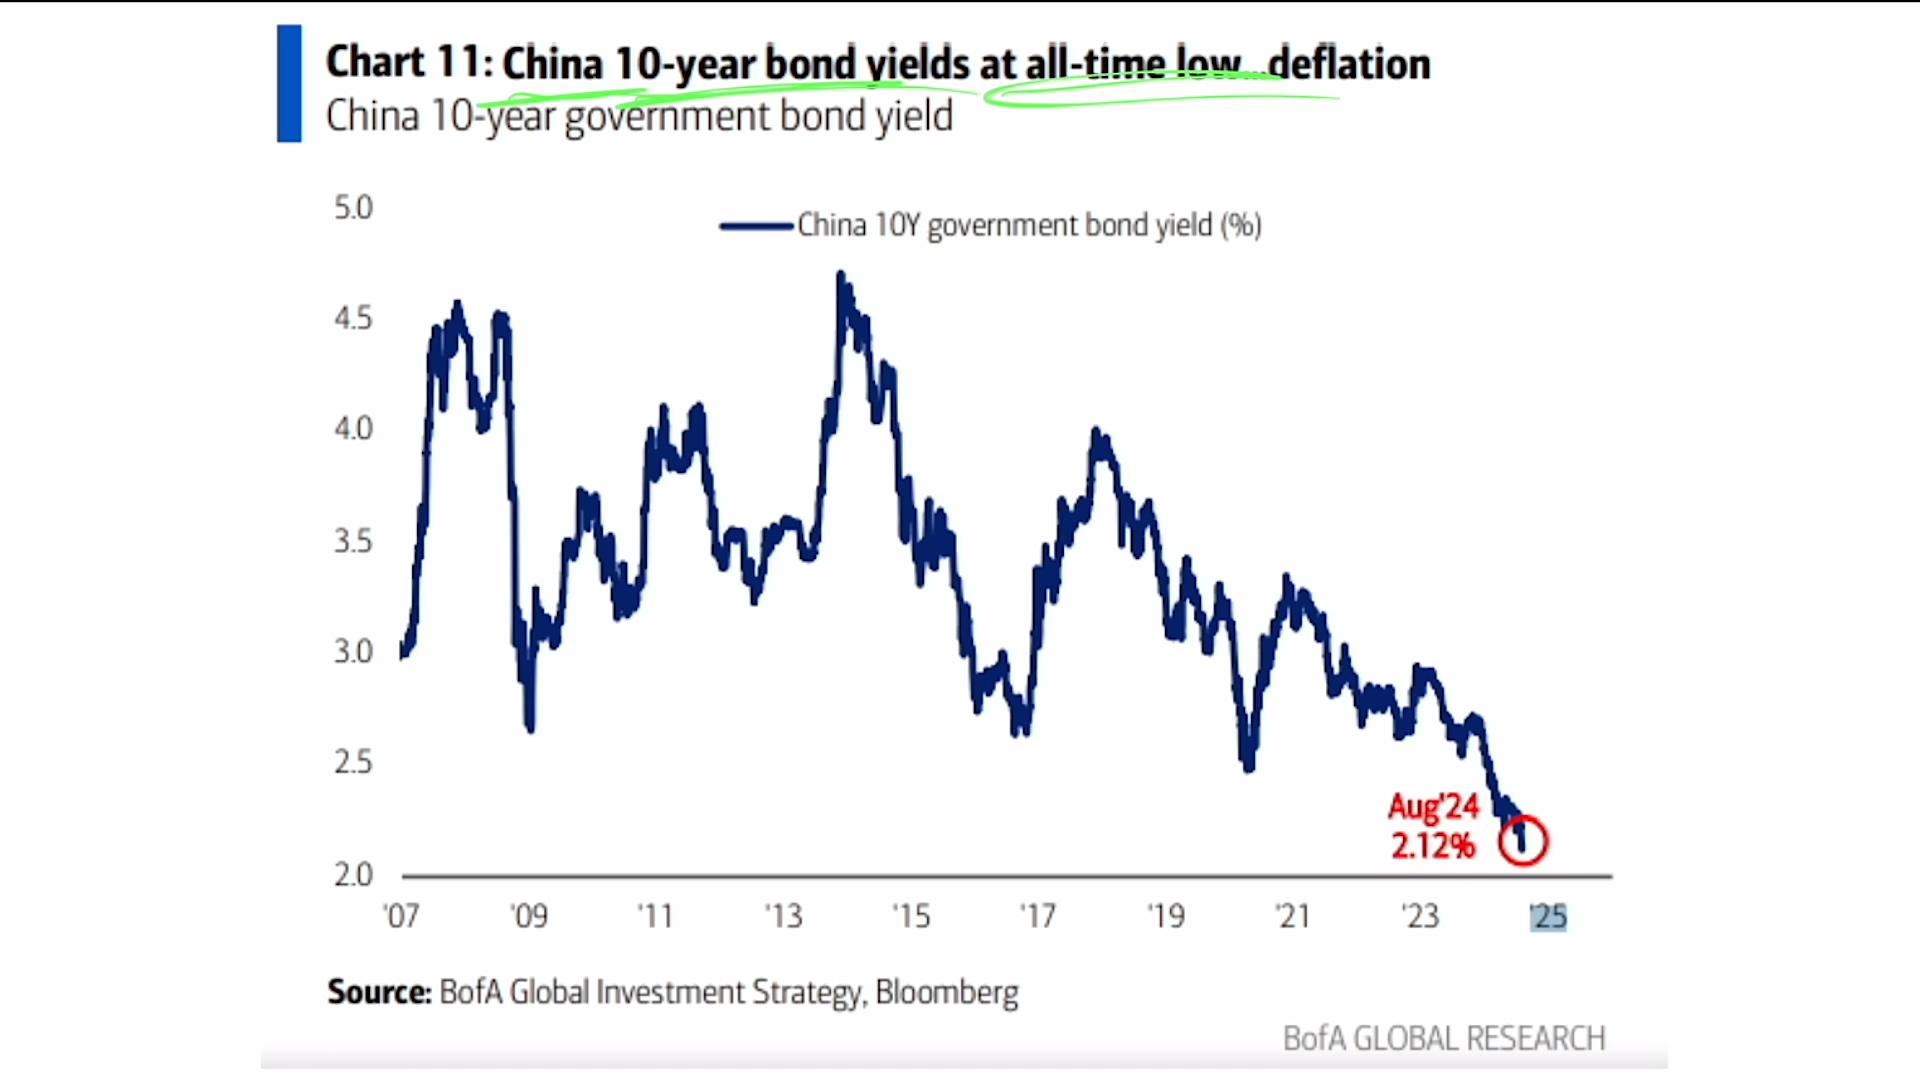 Chart 11: China 10-year bond yields at all-time low...deflation
China 10-year government bond yield
China 10Y government bond yield (%)
5.0
4.5
4.0
3.5
3.0
2.5
2.0
Aug'24
2.12%
'07 '09 '11 '13 '15 '17 '19 '21 '23 '25
Source: BofA Global Investment Strategy, Bloomberg
BofA GLOBAL RESEARCH